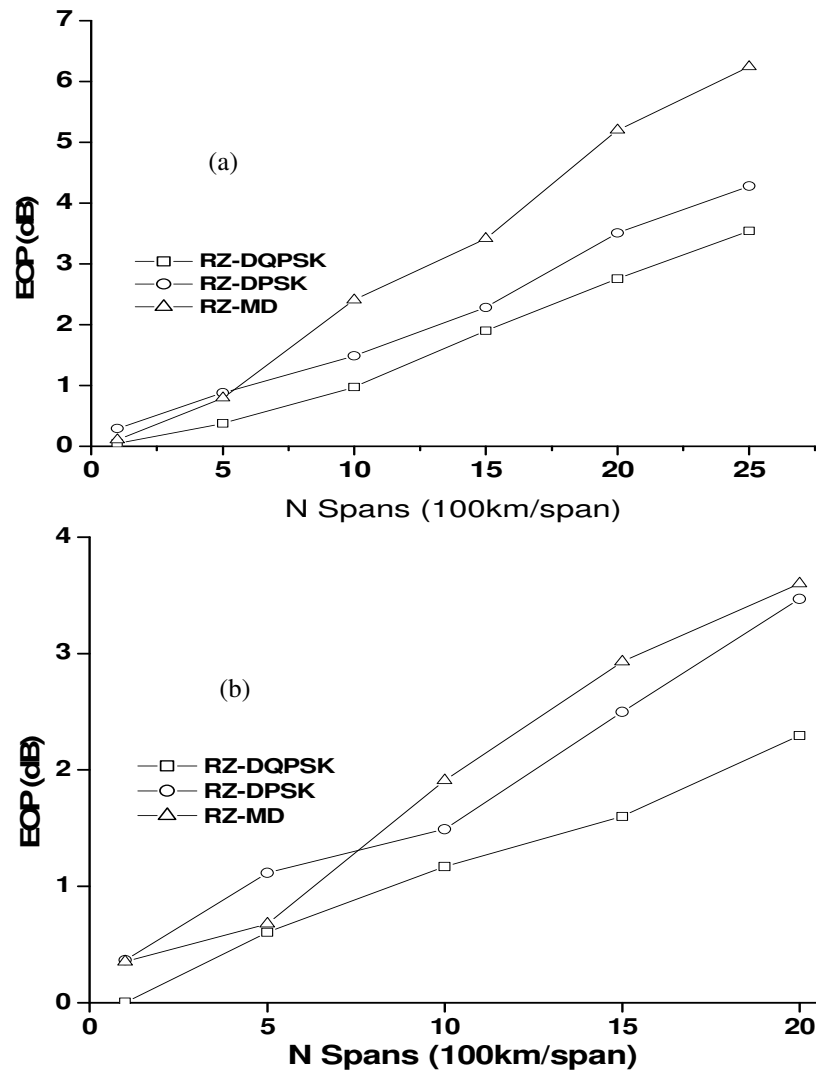 7
6
5
4
3
2
1
0
EOP (dB)
(a)
RZ-DQPSK
RZ-DPSK
RZ-MD
0 5 10 15 20 25
N Spans (100km/span)
4
3
2
1
0
EOP (dB)
(b)
RZ-DQPSK
RZ-DPSK
RZ-MD
0 5 10 15 20
N Spans (100km/span)